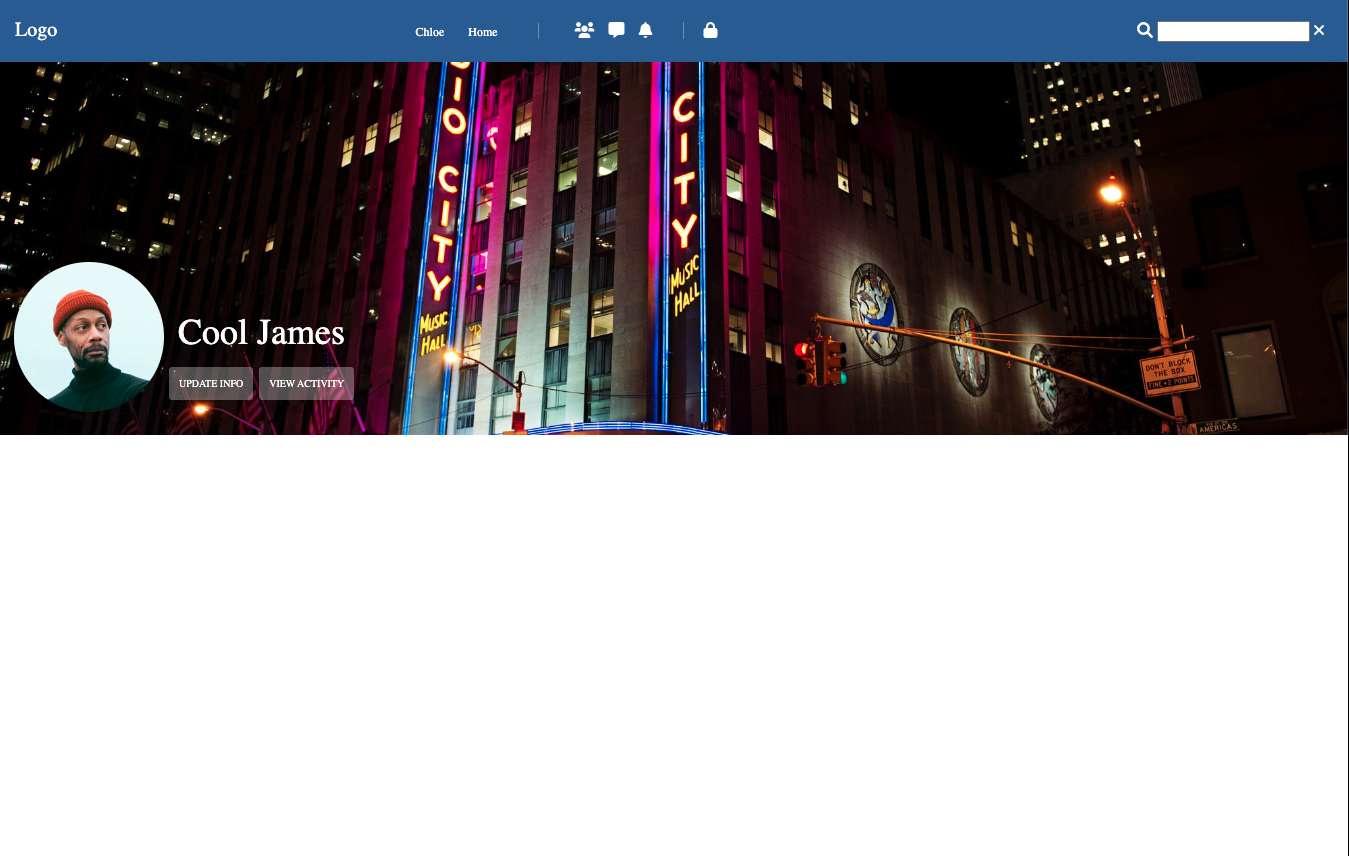 Logo
Chloe
Home
IO CITY
MUSIC
HALL
CITY
MUSIC
HALL
Cool James
UPDATE INFO
VIEW ACTIVITY
DON'T BLOCK
THE BOX
FINE+2 POINTS
AMERICAS